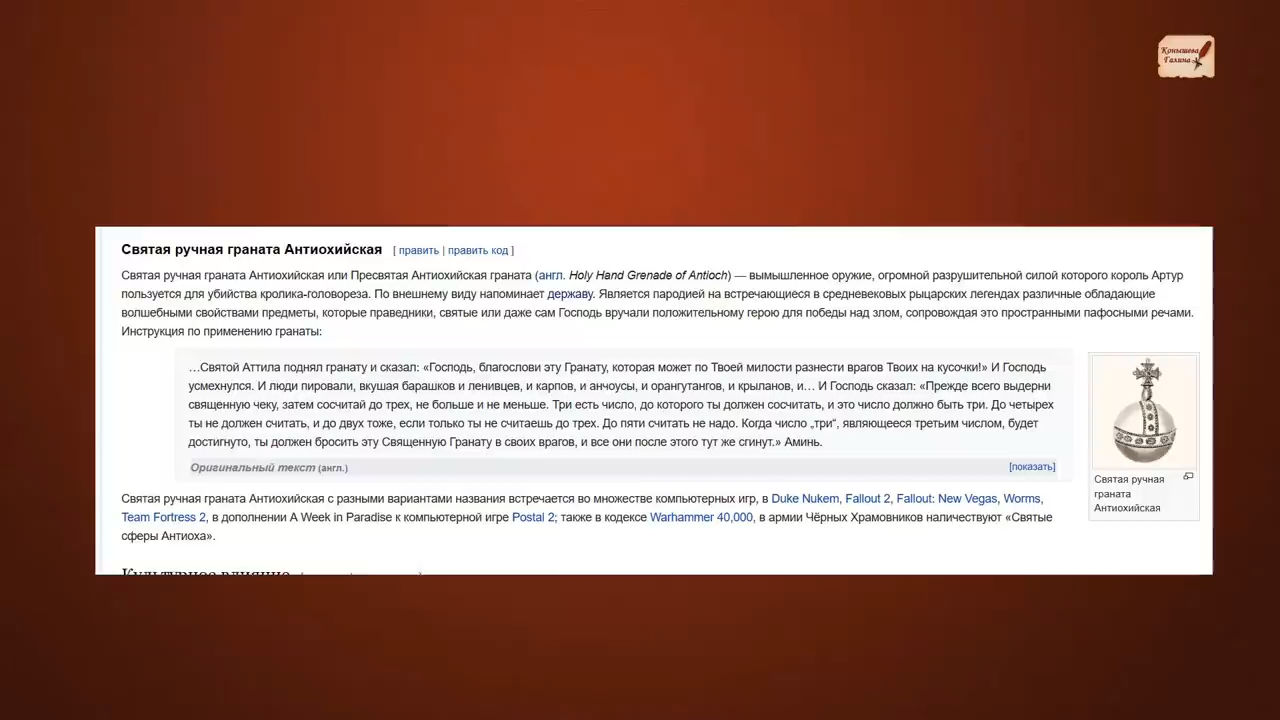 Конышева
Галина
Святая ручная граната Антиохийская [ править | править код ]
Святая ручная граната Антиохийская или Пресвятая Антиохийская граната (англ. Holy Hand Grenade of Antioch) — вымышленное оружие, огромной разрушительной силой которого король Артур
пользуется для убийства кролика-головореза. По внешнему виду напоминает державу. Является пародией на встречающиеся в средневековых рыцарских легендах различные обладающие
волшебными свойствами предметы, которые праведники, святые или даже сам Господь вручали положительному герою для победы над злом, сопровождая это пространными пафосными речами.
Инструкция по применению гранаты:
…Святой Аттила поднял гранату и сказал: «Господь, благослови эту Гранату, которая может по Твоей милости разнести врагов Твоих на кусочки!» И Господь
усмехнулся. И люди пировали, вкушая барашков и ленивцев, и карпов, и анчоусы, и орангутангов, и крыланов, и… И Господь сказал: «Прежде всего выдерни
священную чеку, затем сосчитай до трех, не больше и не меньше. Три есть число, до которого ты должен сосчитать, и это число должно быть три. До четырех
ты не должен считать, и до двух тоже, если только ты не считаешь до трех. До пяти считать не надо. Когда число „три“, являющееся третьим числом, будет
достигнуто, ты должен бросить эту Священную Гранату в своих врагов, и все они после этого тут же сгинут.» Аминь.
Оригинальный текст (англ.) [показать]
Святая ручная
граната
Антиохийская
Святая ручная граната Антиохийская с разными вариантами названия встречается во множестве компьютерных игр, в Duke Nukem, Fallout 2, Fallout: New Vegas, Worms,
Team Fortress 2, в дополнении A Week in Paradise к компьютерной игре Postal 2; также в кодексе Warhammer 40,000, в армии Чёрных Храмовников наличествуют «Святые
сферы Антиоха».
Культурное влияние